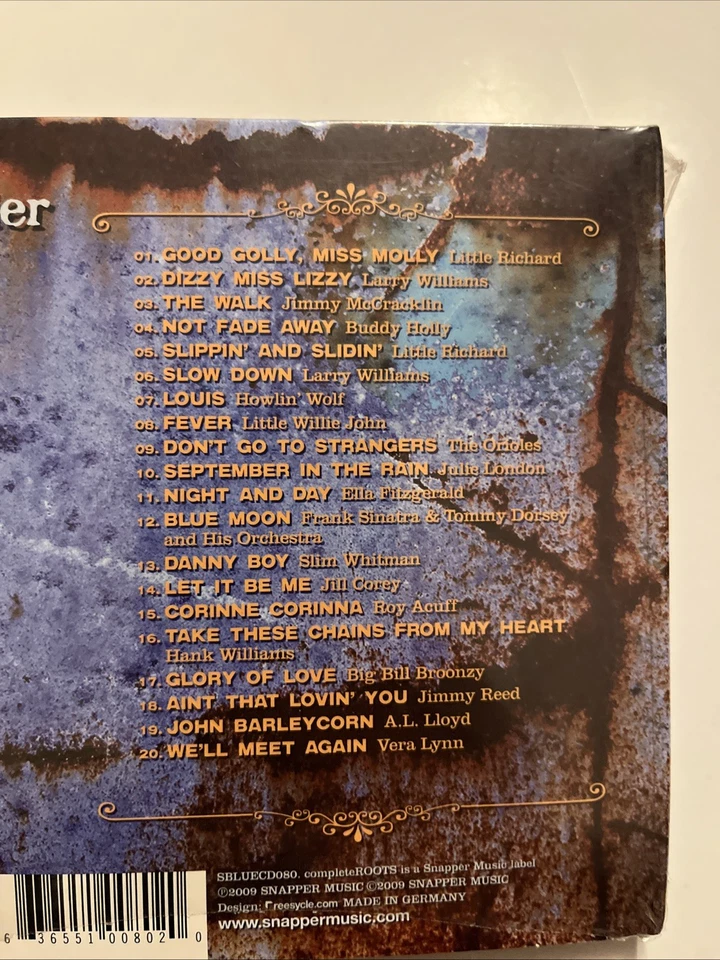 er
01. GOOD GOLLY, MISS MOLLY Little Richard
02. DIZZY MISS LIZZY Larry Williams
03. THE WALK Jimmy McCracklin
04. NOT FADE AWAY Buddy Holly
05. SLIPPIN' AND SLIDIN' Little Richard
06. SLOW DOWN Larry Williams
07. LOUIS Howlin' Wolf
08. FEVER Little Willie John
09. DON'T GO TO STRANGERS The Orioles
10. SEPTEMBER IN THE RAIN Julie London
11. NIGHT AND DAY Ella Fitzgerald
12. BLUE MOON Frank Sinatra & Tommy Dorsey
and His Orchestra
13. DANNY BOY Slim Whitman
14. LET IT BE ME Jill Corey
15. CORINNE CORINNA Roy Acuff
16. TAKE THESE CHAINS FROM MY HEART
Hank Williams
17. GLORY OF LOVE Big Bill Broonzy
18. AINT THAT LOVIN' YOU Jimmy Reed
19. JOHN BARLEYCORN A.L. Lloyd
20. WE'LL MEET AGAIN Vera Lynn
SBLUECD080. completeROOTS is a Snapper Music label
℗2009 SNAPPER MUSIC ©2009 SNAPPER MUSIC
Design: Freesycle.com MADE IN GERMANY
www.snappermusic.com
6 36551 00802 0